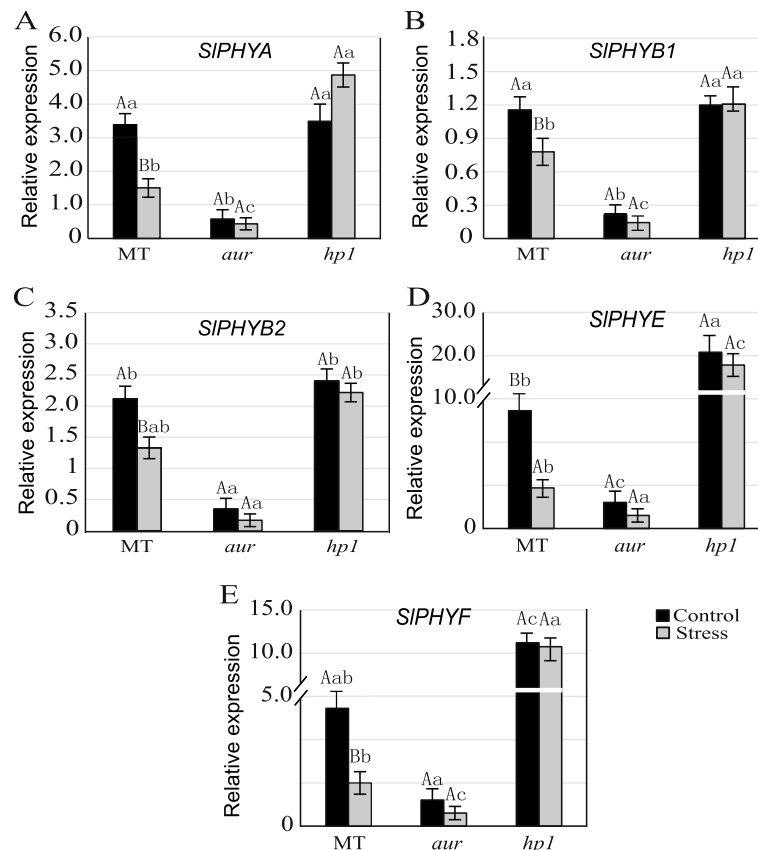 A
SlPHYA
Relative expression
6.0
5.0
4.0
3.0
2.0
1.0
0
Aa
Bb
Ab
Ac
Aa
Aa
MT
aur
hp1
B
SlPHYB1
Relative expression
1.8
1.5
1.2
0.9
0.6
0.3
0
Aa
Bb
Ab
Ac
Aa
Aa
MT
aur
hp1
C
SlPHYB2
Relative expression
3.5
3.0
2.5
2.0
1.5
1.0
0.5
0
Ab
Bab
Aa
Aa
Ab
Ab
MT
aur
hp1
D
SlPHYE
Relative expression
30.0
20.0
10.0
0
Bb
Ab
Ac
Aa
Aa
Ac
MT
aur
hp1
E
SlPHYF
Relative expression
15.0
10.0
5.0
0
Aab
Bb
Aa
Ac
Ac
Aa
MT
aur
hp1
Control
Stress